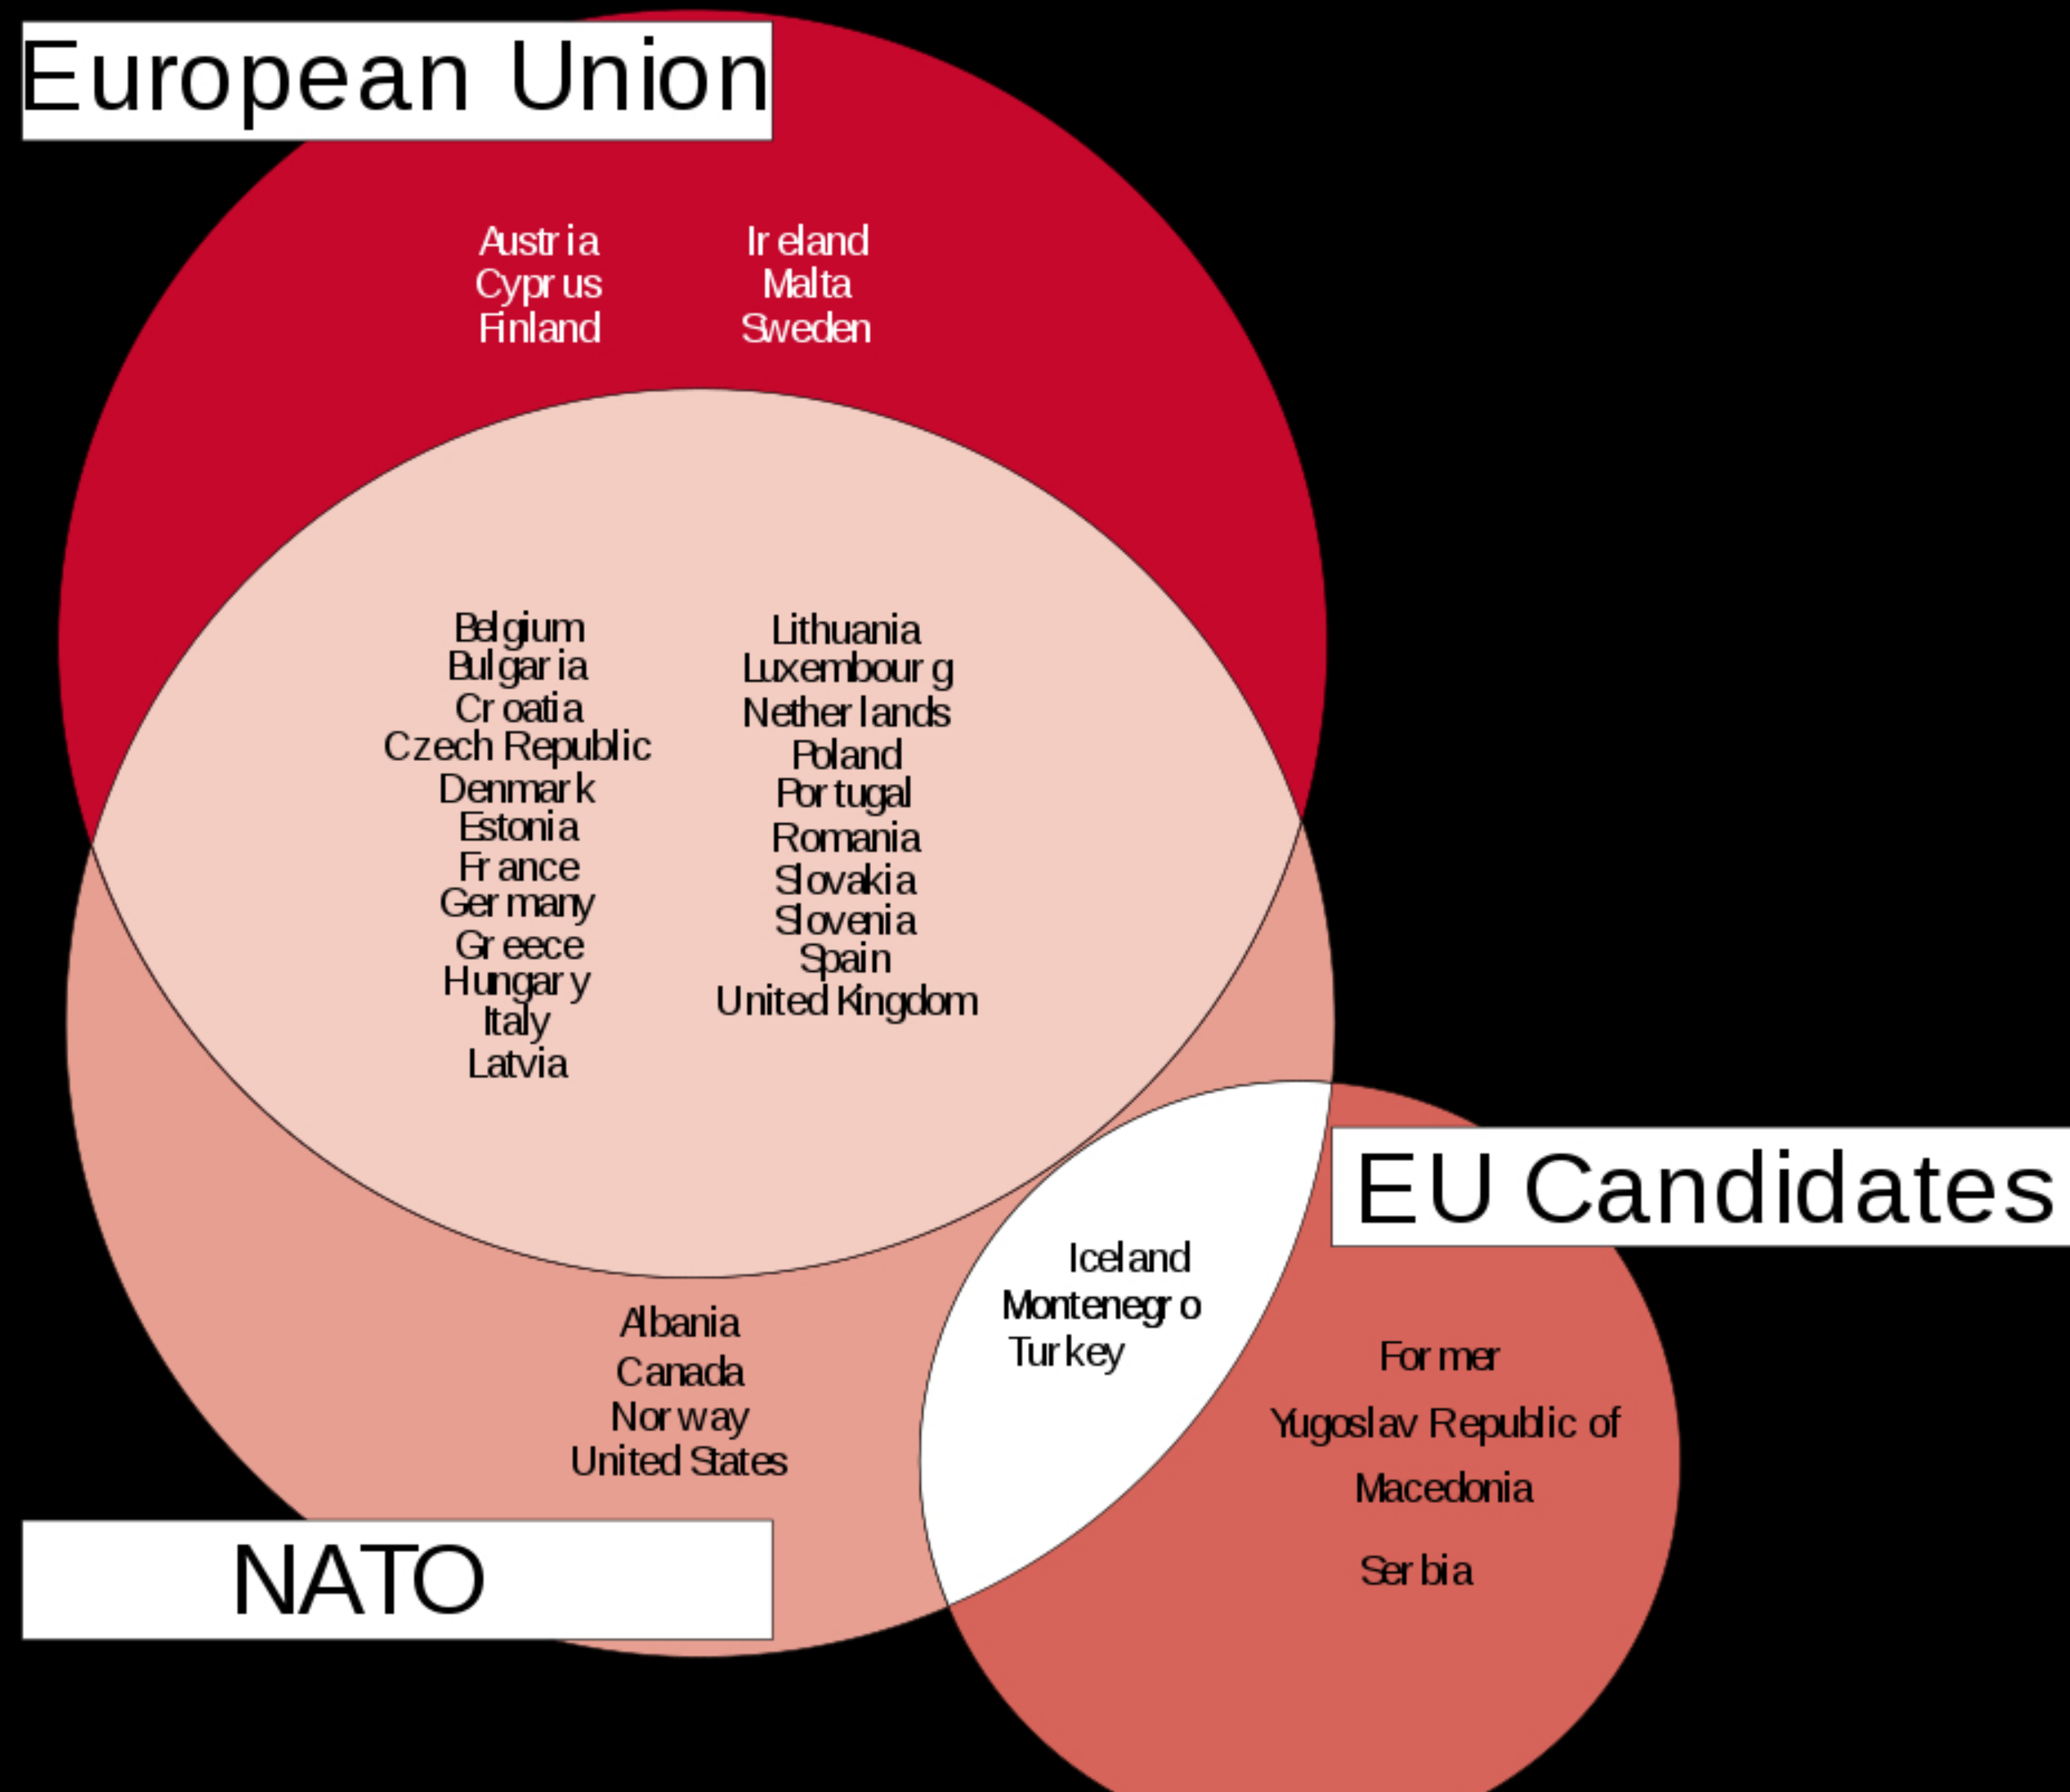 European Union
Austria
Cyprus
Finland
Ireland
Malta
Sweden
Belgium
Bulgaria
Croatia
Czech Republic
Denmark
Estonia
France
Germany
Greece
Hungary
Italy
Latvia
Lithuania
Luxembourg
Netherlands
Poland
Portugal
Romania
Slovakia
Slovenia
Spain
United Kingdom
EU Candidates
Iceland
Montenegro
Turkey
Former
Yugoslav Republic of
Macedonia
Serbia
Albania
Canada
Norway
United States
NATO